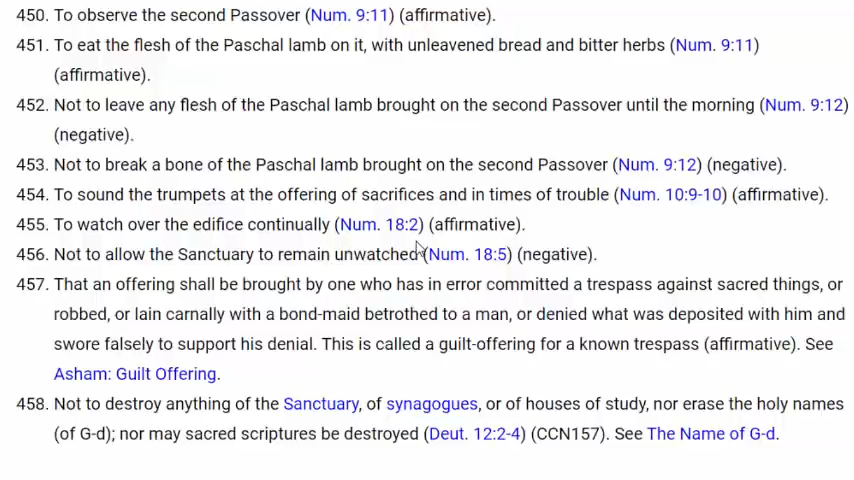 450. To observe the second Passover (Num. 9:11) (affirmative).
451. To eat the flesh of the Paschal lamb on it, with unleavened bread and bitter herbs (Num. 9:11)
(affirmative).
452. Not to leave any flesh of the Paschal lamb brought on the second Passover until the morning (Num. 9:12)
(negative).
453. Not to break a bone of the Paschal lamb brought on the second Passover (Num. 9:12) (negative).
454. To sound the trumpets at the offering of sacrifices and in times of trouble (Num. 10:9-10) (affirmative).
455. To watch over the edifice continually (Num. 18:2) (affirmative).
456. Not to allow the Sanctuary to remain unwatched (Num. 18:5) (negative).
457. That an offering shall be brought by one who has in error committed a trespass against sacred things, or
robbed, or lain carnally with a bond-maid betrothed to a man, or denied what was deposited with him and
swore falsely to support his denial. This is called a guilt-offering for a known trespass (affirmative). See
Asham: Guilt Offering.
458. Not to destroy anything of the Sanctuary, of synagogues, or of houses of study, nor erase the holy names
(of G-d); nor may sacred scriptures be destroyed (Deut. 12:2-4) (CCN157). See The Name of G-d.